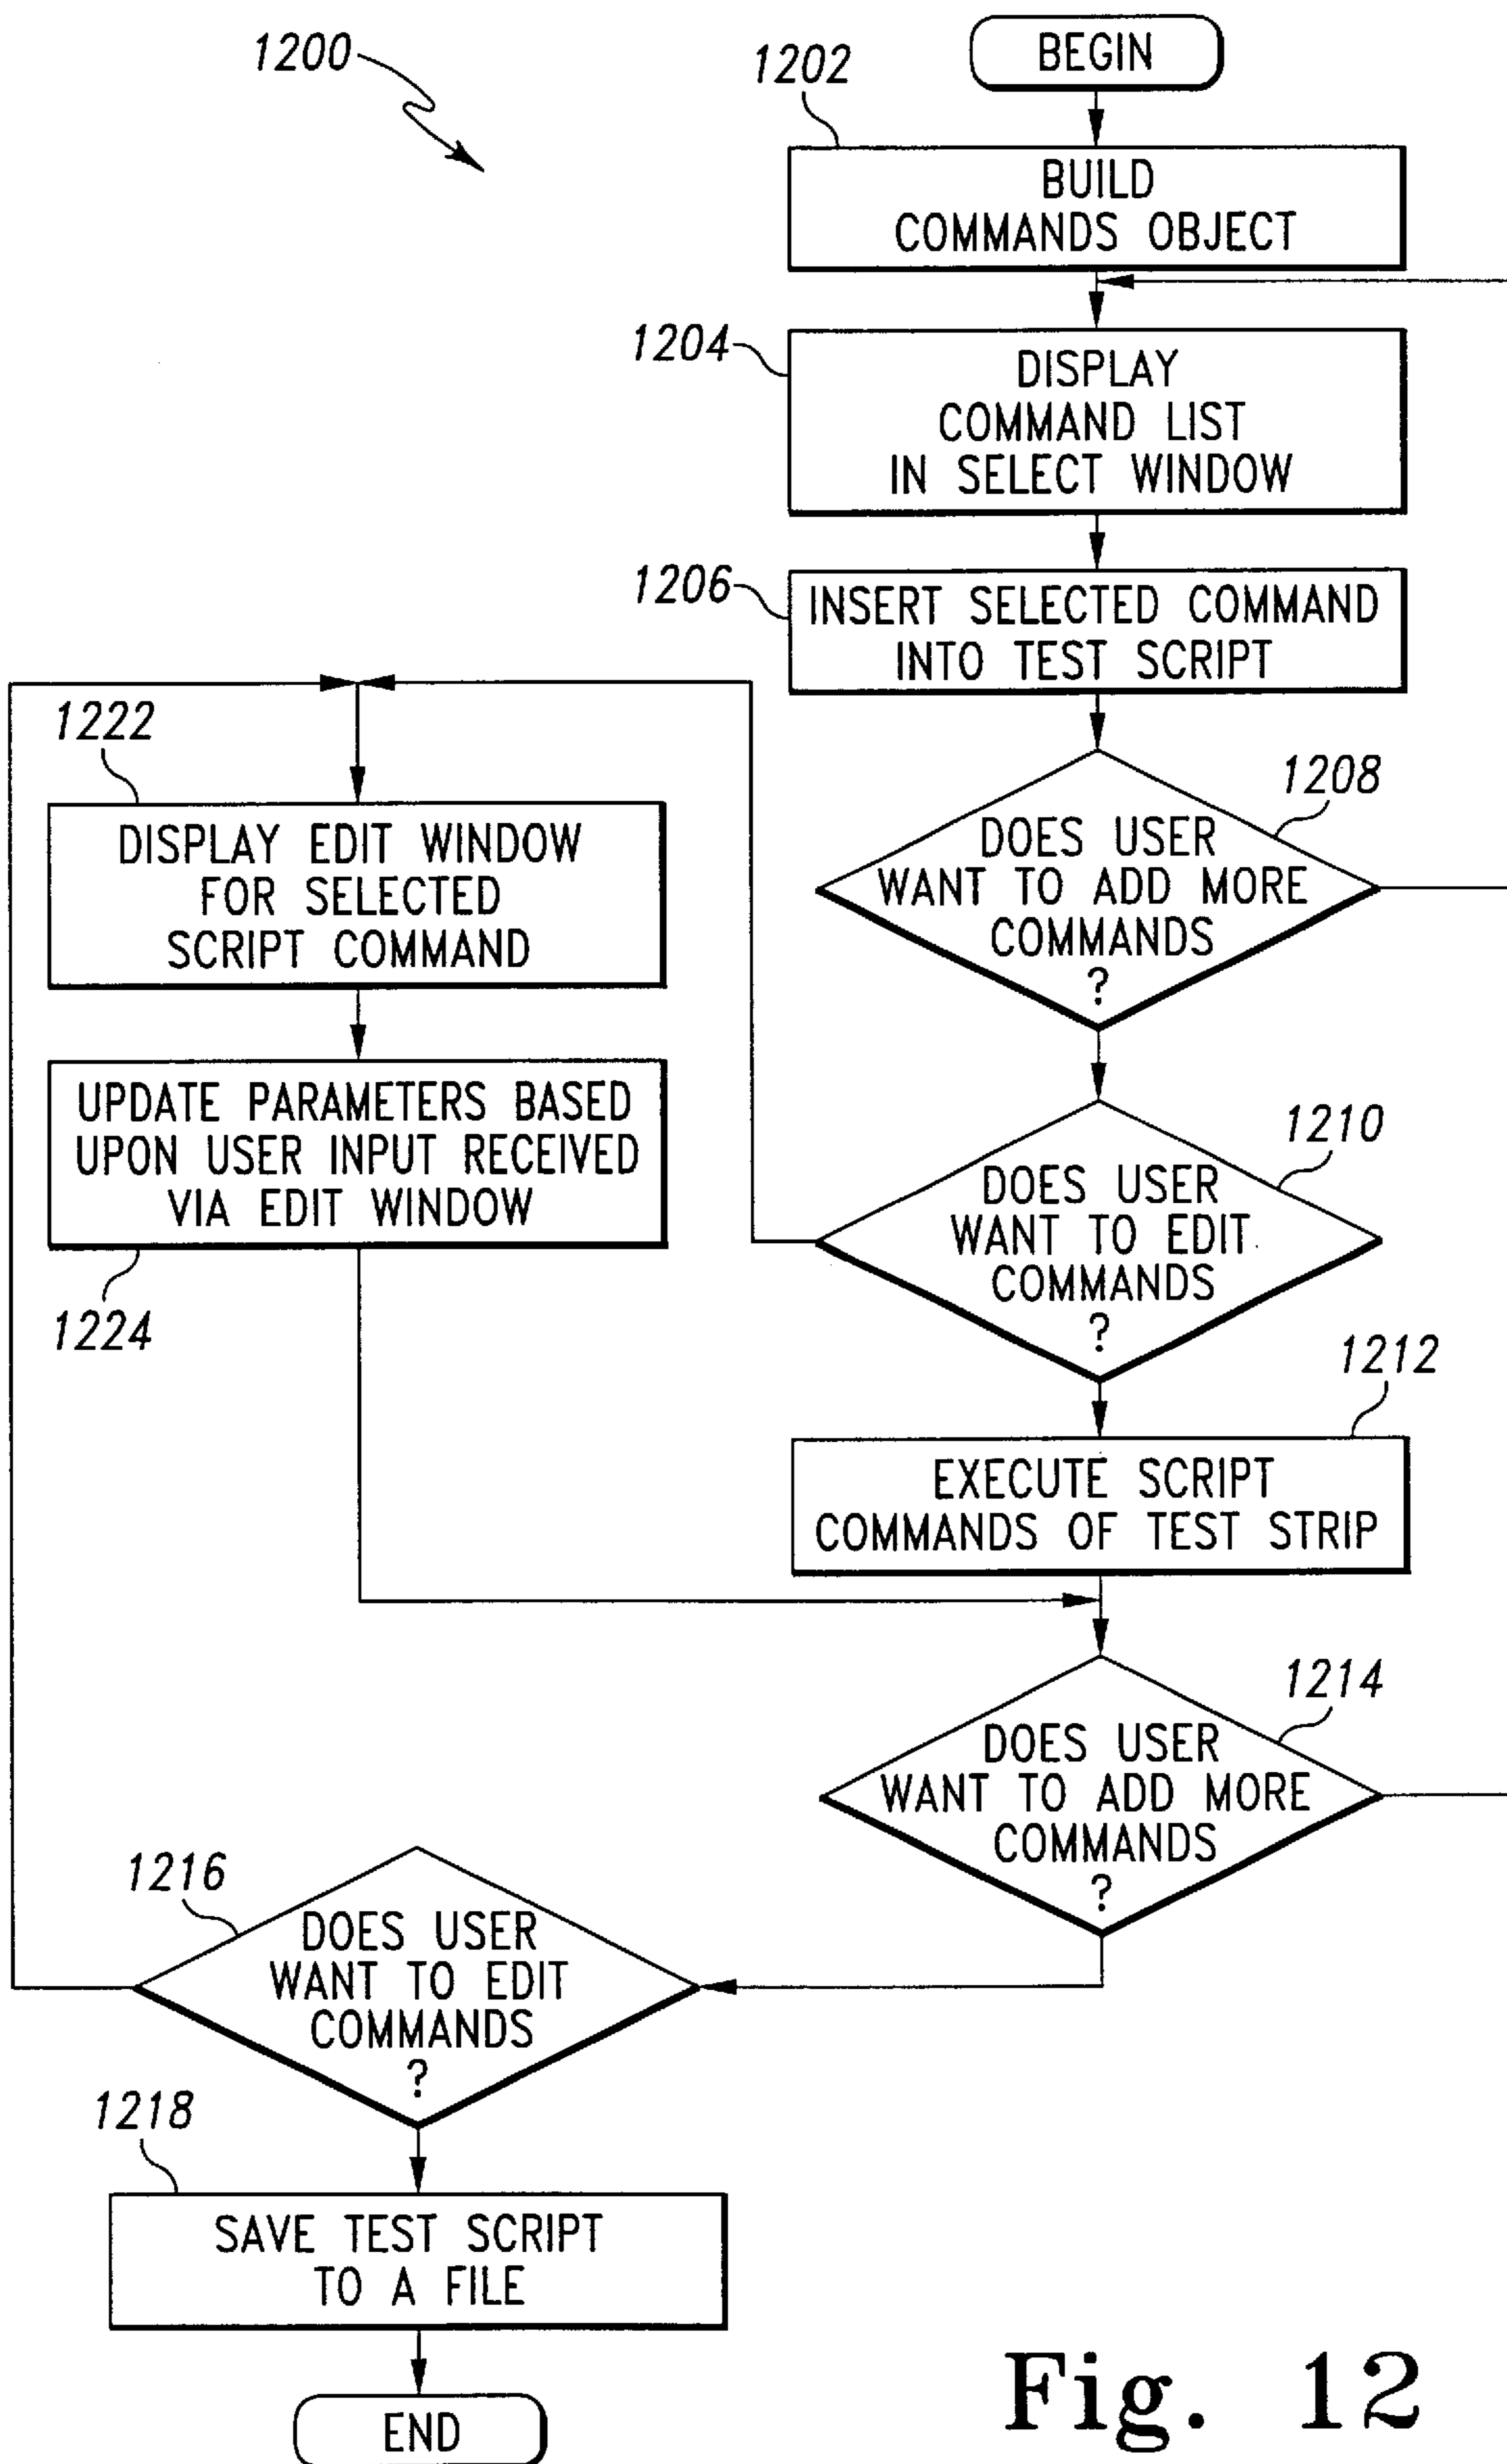 1200
BEGIN
1202
BUILD
COMMANDS OBJECT
1204
DISPLAY
COMMAND LIST
IN SELECT WINDOW
1206
INSERT SELECTED COMMAND
INTO TEST SCRIPT
1222
DISPLAY EDIT WINDOW
FOR SELECTED
SCRIPT COMMAND
1208
DOES USER
WANT TO ADD MORE
COMMANDS
?
UPDATE PARAMETERS BASED
UPON USER INPUT RECEIVED
VIA EDIT WINDOW
1224
1210
DOES USER
WANT TO EDIT
COMMANDS
?
1212
EXECUTE SCRIPT
COMMANDS OF TEST STRIP
1214
DOES USER
WANT TO ADD MORE
COMMANDS
?
1216
DOES USER
WANT TO EDIT
COMMANDS
?
1218
SAVE TEST SCRIPT
TO A FILE
END
Fig. 12